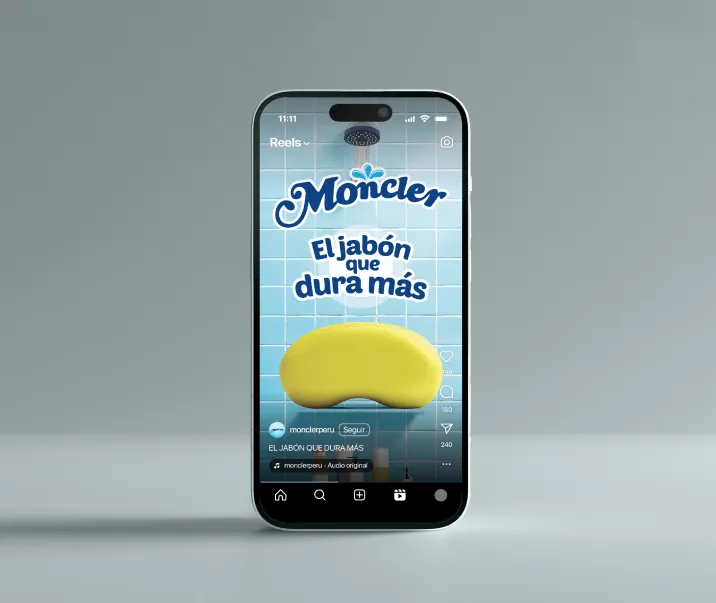 11:11
Reels
Moncler
El jabón
que
dura más
180
240
monclerperu Seguir
EL JABÓN QUE DURA MÁS
monclerperu • Audio original